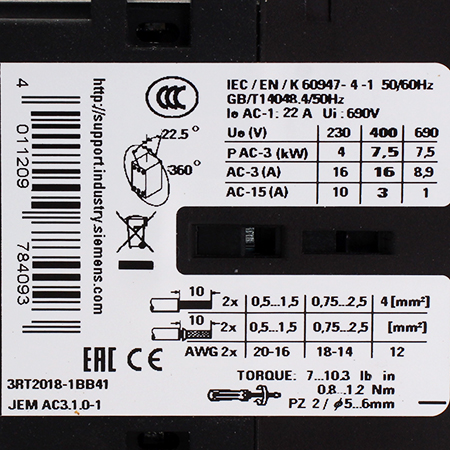 IEC / EN / K 60947- 4 -1 50/60Hz
GB/T14048.4/50Hz
Ie AC-1: 22 A Ui : 690V
Ue (V) 230 400 690
P AC-3 (kW) 4 7,5 7,5
AC-3 (A) 16 16 8,9
AC-15 (A) 10 3 1
CCC
22.5°
360°
http://support.industry.siemens.com
4 011209 784093
10 2x 0,5...1,5 0,75...2,5 4 [mm²]
10 2x 0,5...1,5 0,75...2,5 [mm²]
AWG 2x 20-16 18-14 12
EAC CE
TORQUE: 7...10.3 lb in
0.8...1.2 Nm
PZ 2 / ø5...6mm
3RT2018-1BB41
JEM AC3.1.0-1